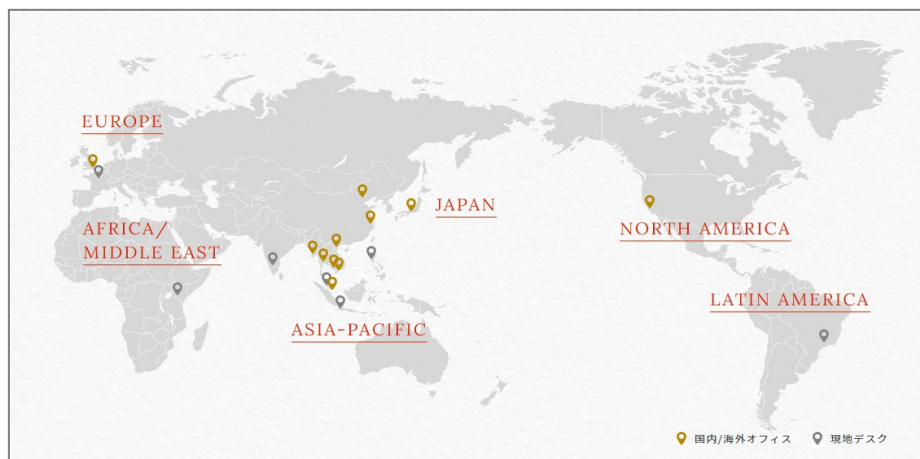 EUROPE
JAPAN
AFRICA/
MIDDLE EAST
NORTH AMERICA
LATIN AMERICA
ASIA-PACIFIC
国内/海外オフィス
現地デスク